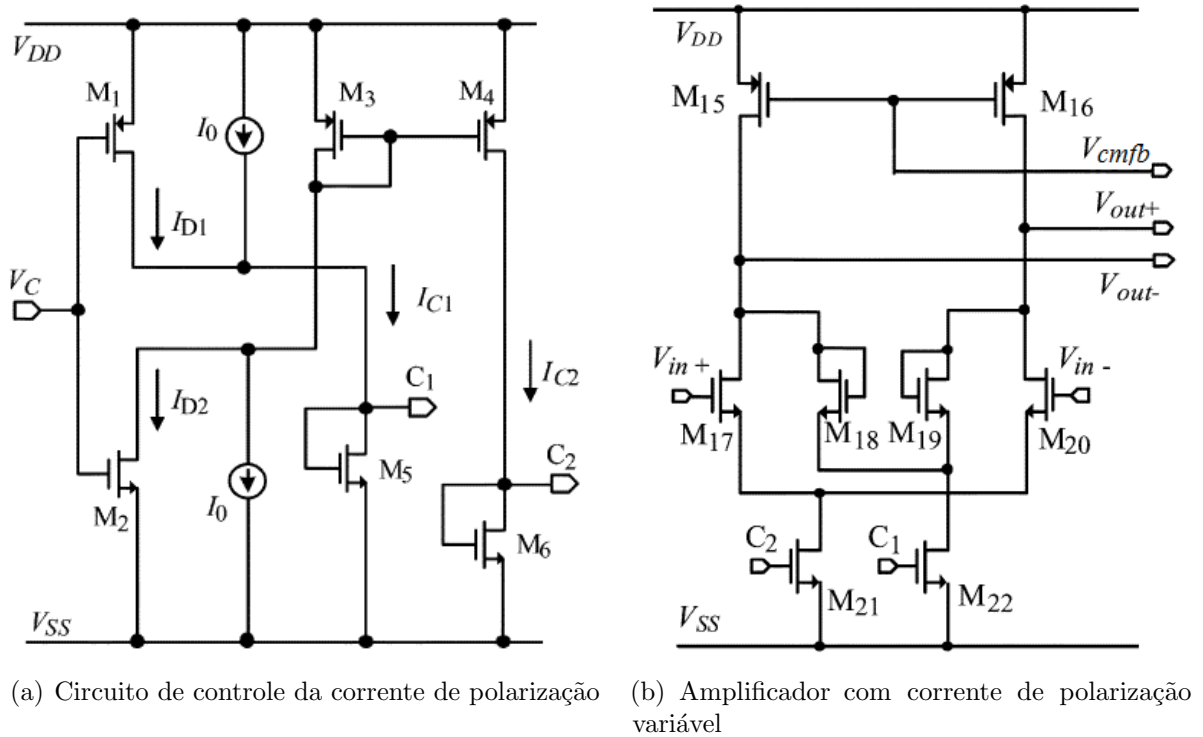 V_DD
M_1
I_0
M_3
M_4
I_D1
V_C
I_C1
I_D2
C_1
I_C2
M_2
I_0
M_5
C_2
M_6
V_SS
(a) Circuito de controle da corrente de polarização
V_DD
M_15
M_16
V_cmfb
V_out+
V_out-
V_in +
V_in -
M_17
M_18
M_19
M_20
C_2
C_1
M_21
M_22
V_SS
(b) Amplificador com corrente de polarização
variável